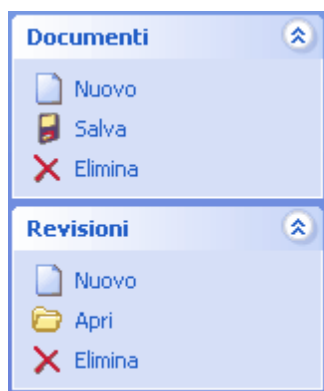 Documenti
Nuovo
Salva
Elimina
Revisioni
Nuovo
Apri
Elimina